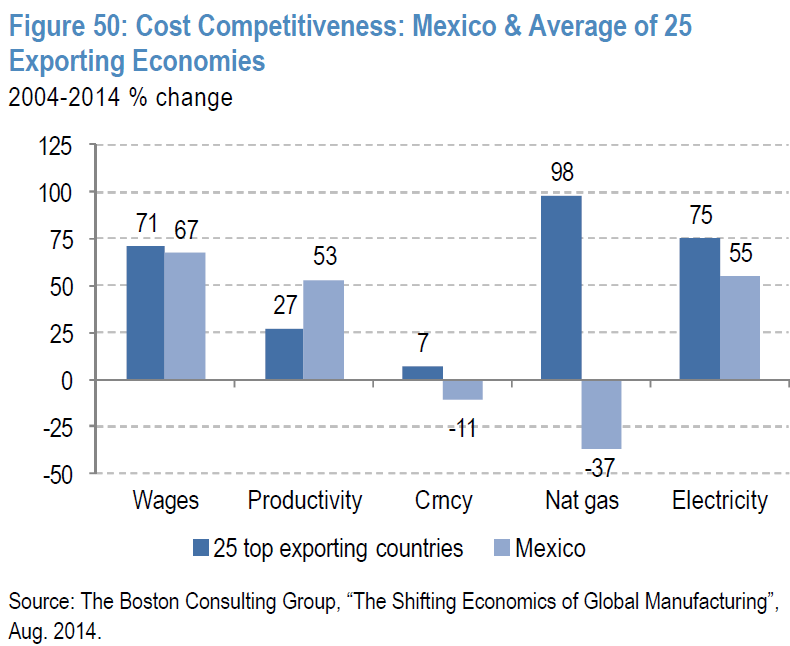 Figure 50: Cost Competitiveness: Mexico & Average of 25
Exporting Economies
2004-2014 % change
125
100
75
50
25
0
-25
-50
71
67
27
53
7
-11
98
-37
75
55
Wages
Productivity
Crncy
Nat gas
Electricity
25 top exporting countries
Mexico
Source: The Boston Consulting Group, “The Shifting Economics of Global Manufacturing”,
Aug. 2014.